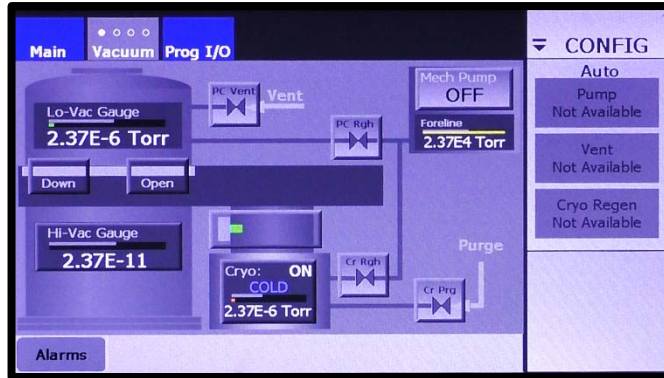 Main
Vacuum
Prog I/O
CONFIG
Auto
Pump
Not Available
Vent
Not Available
Cryo Regen
Not Available
PC Vent
Vent
Mech Pump
OFF
Lo-Vac Gauge
2.37E-6 Torr
PC Rgh
Foreline
2.37E4 Torr
Down
Open
Hi-Vac Gauge
2.37E-11
Cryo: ON
COLD
2.37E-6 Torr
Cr Rgh
Purge
Cr Prg
Alarms